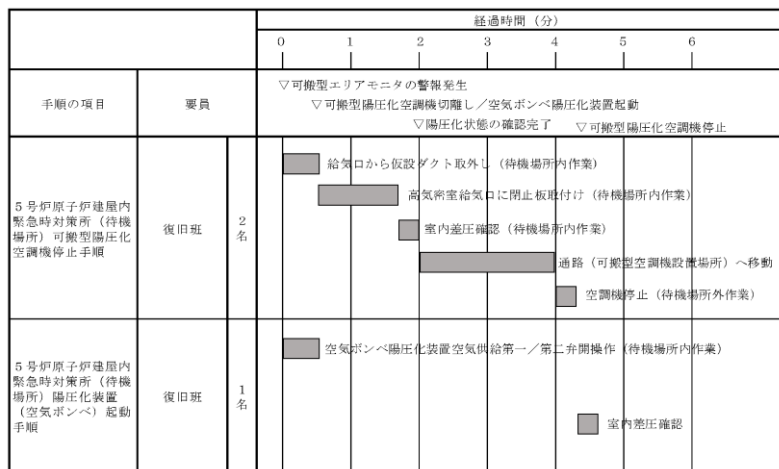 経過時間（分）
0 1 2 3 4 5 6
手順の項目
要員
▽可搬型エリアモニタの警報発生
▽可搬型陽圧化空調機切離し／空気ボンベ陽圧化装置起動
▽陽圧化状態の確認完了
▽可搬型陽圧化空調機停止
５号炉原子炉建屋内
緊急時対策所（待機
場所）可搬型陽圧化
空調機停止手順
復旧班
２
名
給気口から仮設ダクト取外し（待機場所内作業）
高気密室給気口に閉止板取付け（待機場所内作業）
室内差圧確認（待機場所内作業）
通路（可搬型空調機設置場所）へ移動
空調機停止（待機場所外作業）
５号炉原子炉建屋内
緊急時対策所（待機
場所）陽圧化装置
（空気ボンベ）起動
手順
復旧班
１
名
空気ボンベ陽圧化装置空気供給第一／第二弁開操作（待機場所内作業）
室内差圧確認